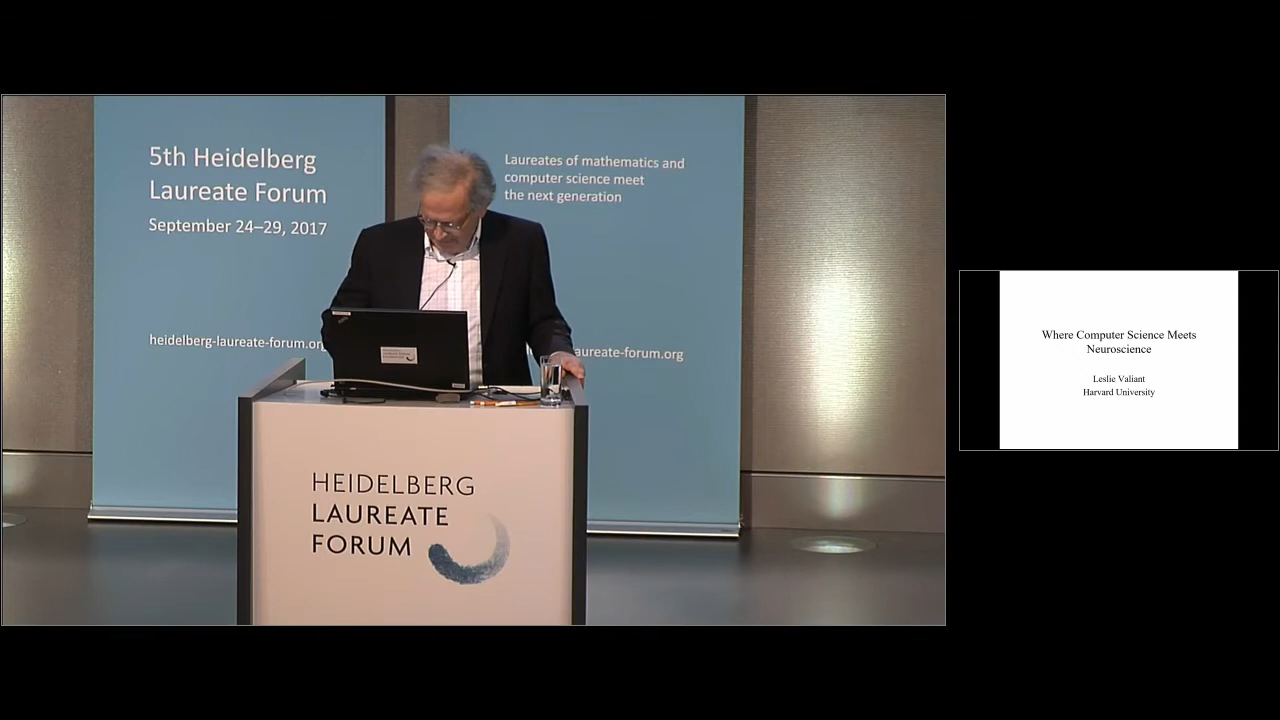 5th Heidelberg
Laureate Forum
September 24–29, 2017
heidelberg-laureate-forum.org
Laureates of mathematics and
computer science meet
the next generation
aureate-forum.org
HEIDELBERG
LAUREATE
FORUM
Where Computer Science Meets
Neuroscience
Leslie Valiant
Harvard University